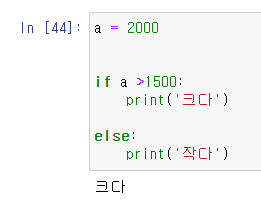 In [44]: a = 2000
if a >1500:
    print('크다')
else:
    print('작다')
크다